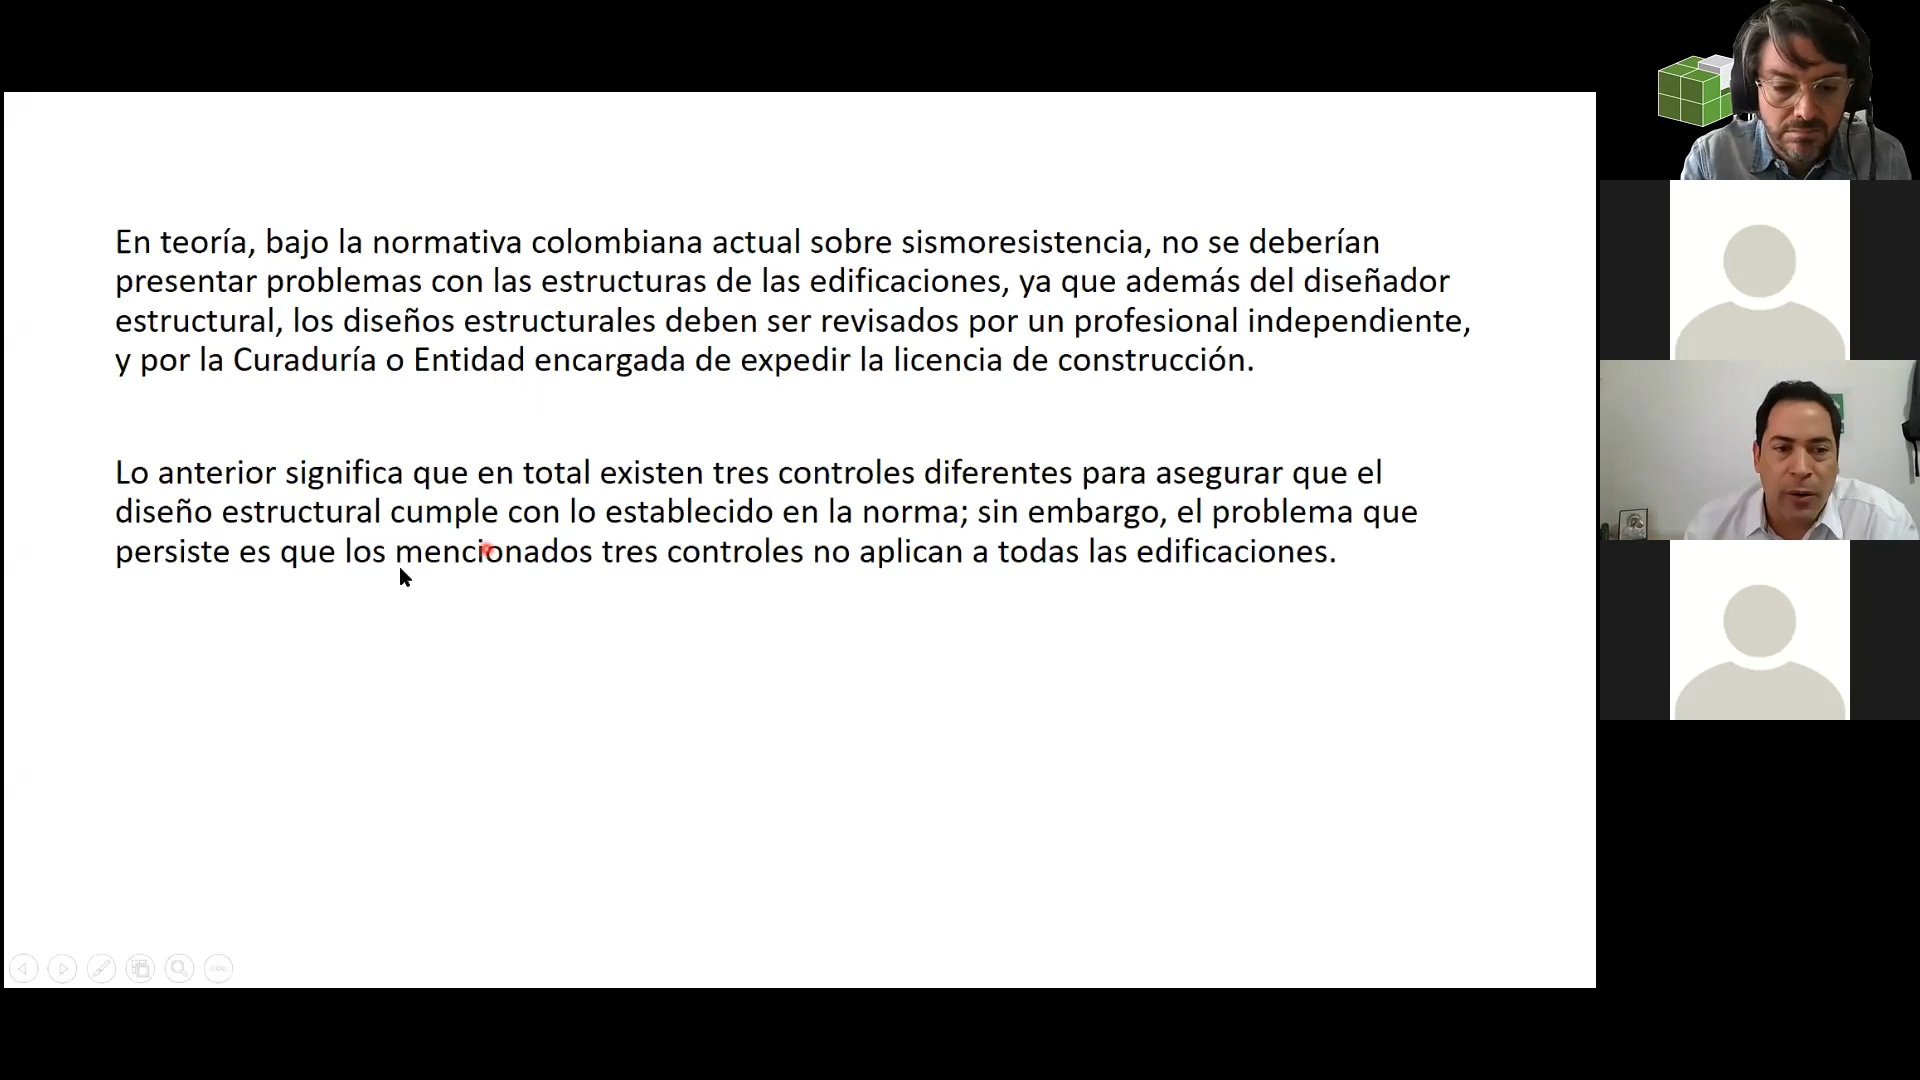 En teoría, bajo la normativa colombiana actual sobre sismoresistencia, no se deberían
presentar problemas con las estructuras de las edificaciones, ya que además del diseñador
estructural, los diseños estructurales deben ser revisados por un profesional independiente,
y por la Curaduría o Entidad encargada de expedir la licencia de construcción.
Lo anterior significa que en total existen tres controles diferentes para asegurar que el
diseño estructural cumple con lo establecido en la norma; sin embargo, el problema que
persiste es que los mencionados tres controles no aplican a todas las edificaciones.